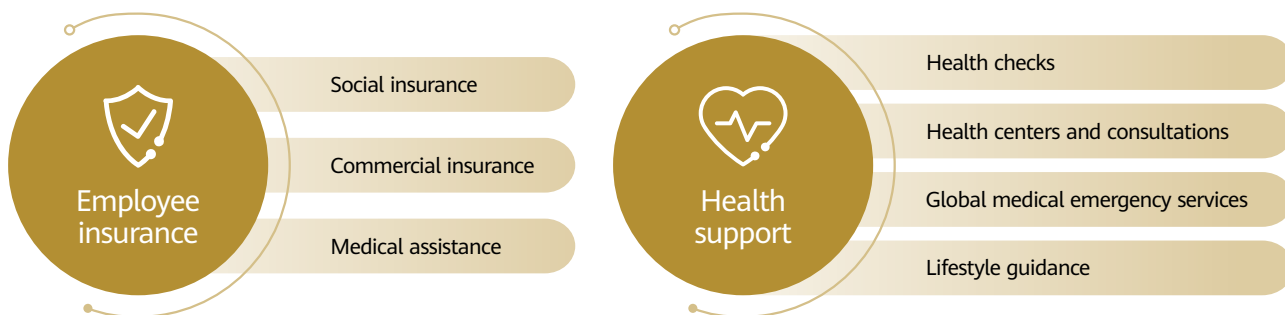 Employee
insurance
Social insurance
Commercial insurance
Medical assistance
Health
support
Health checks
Health centers and consultations
Global medical emergency services
Lifestyle guidance